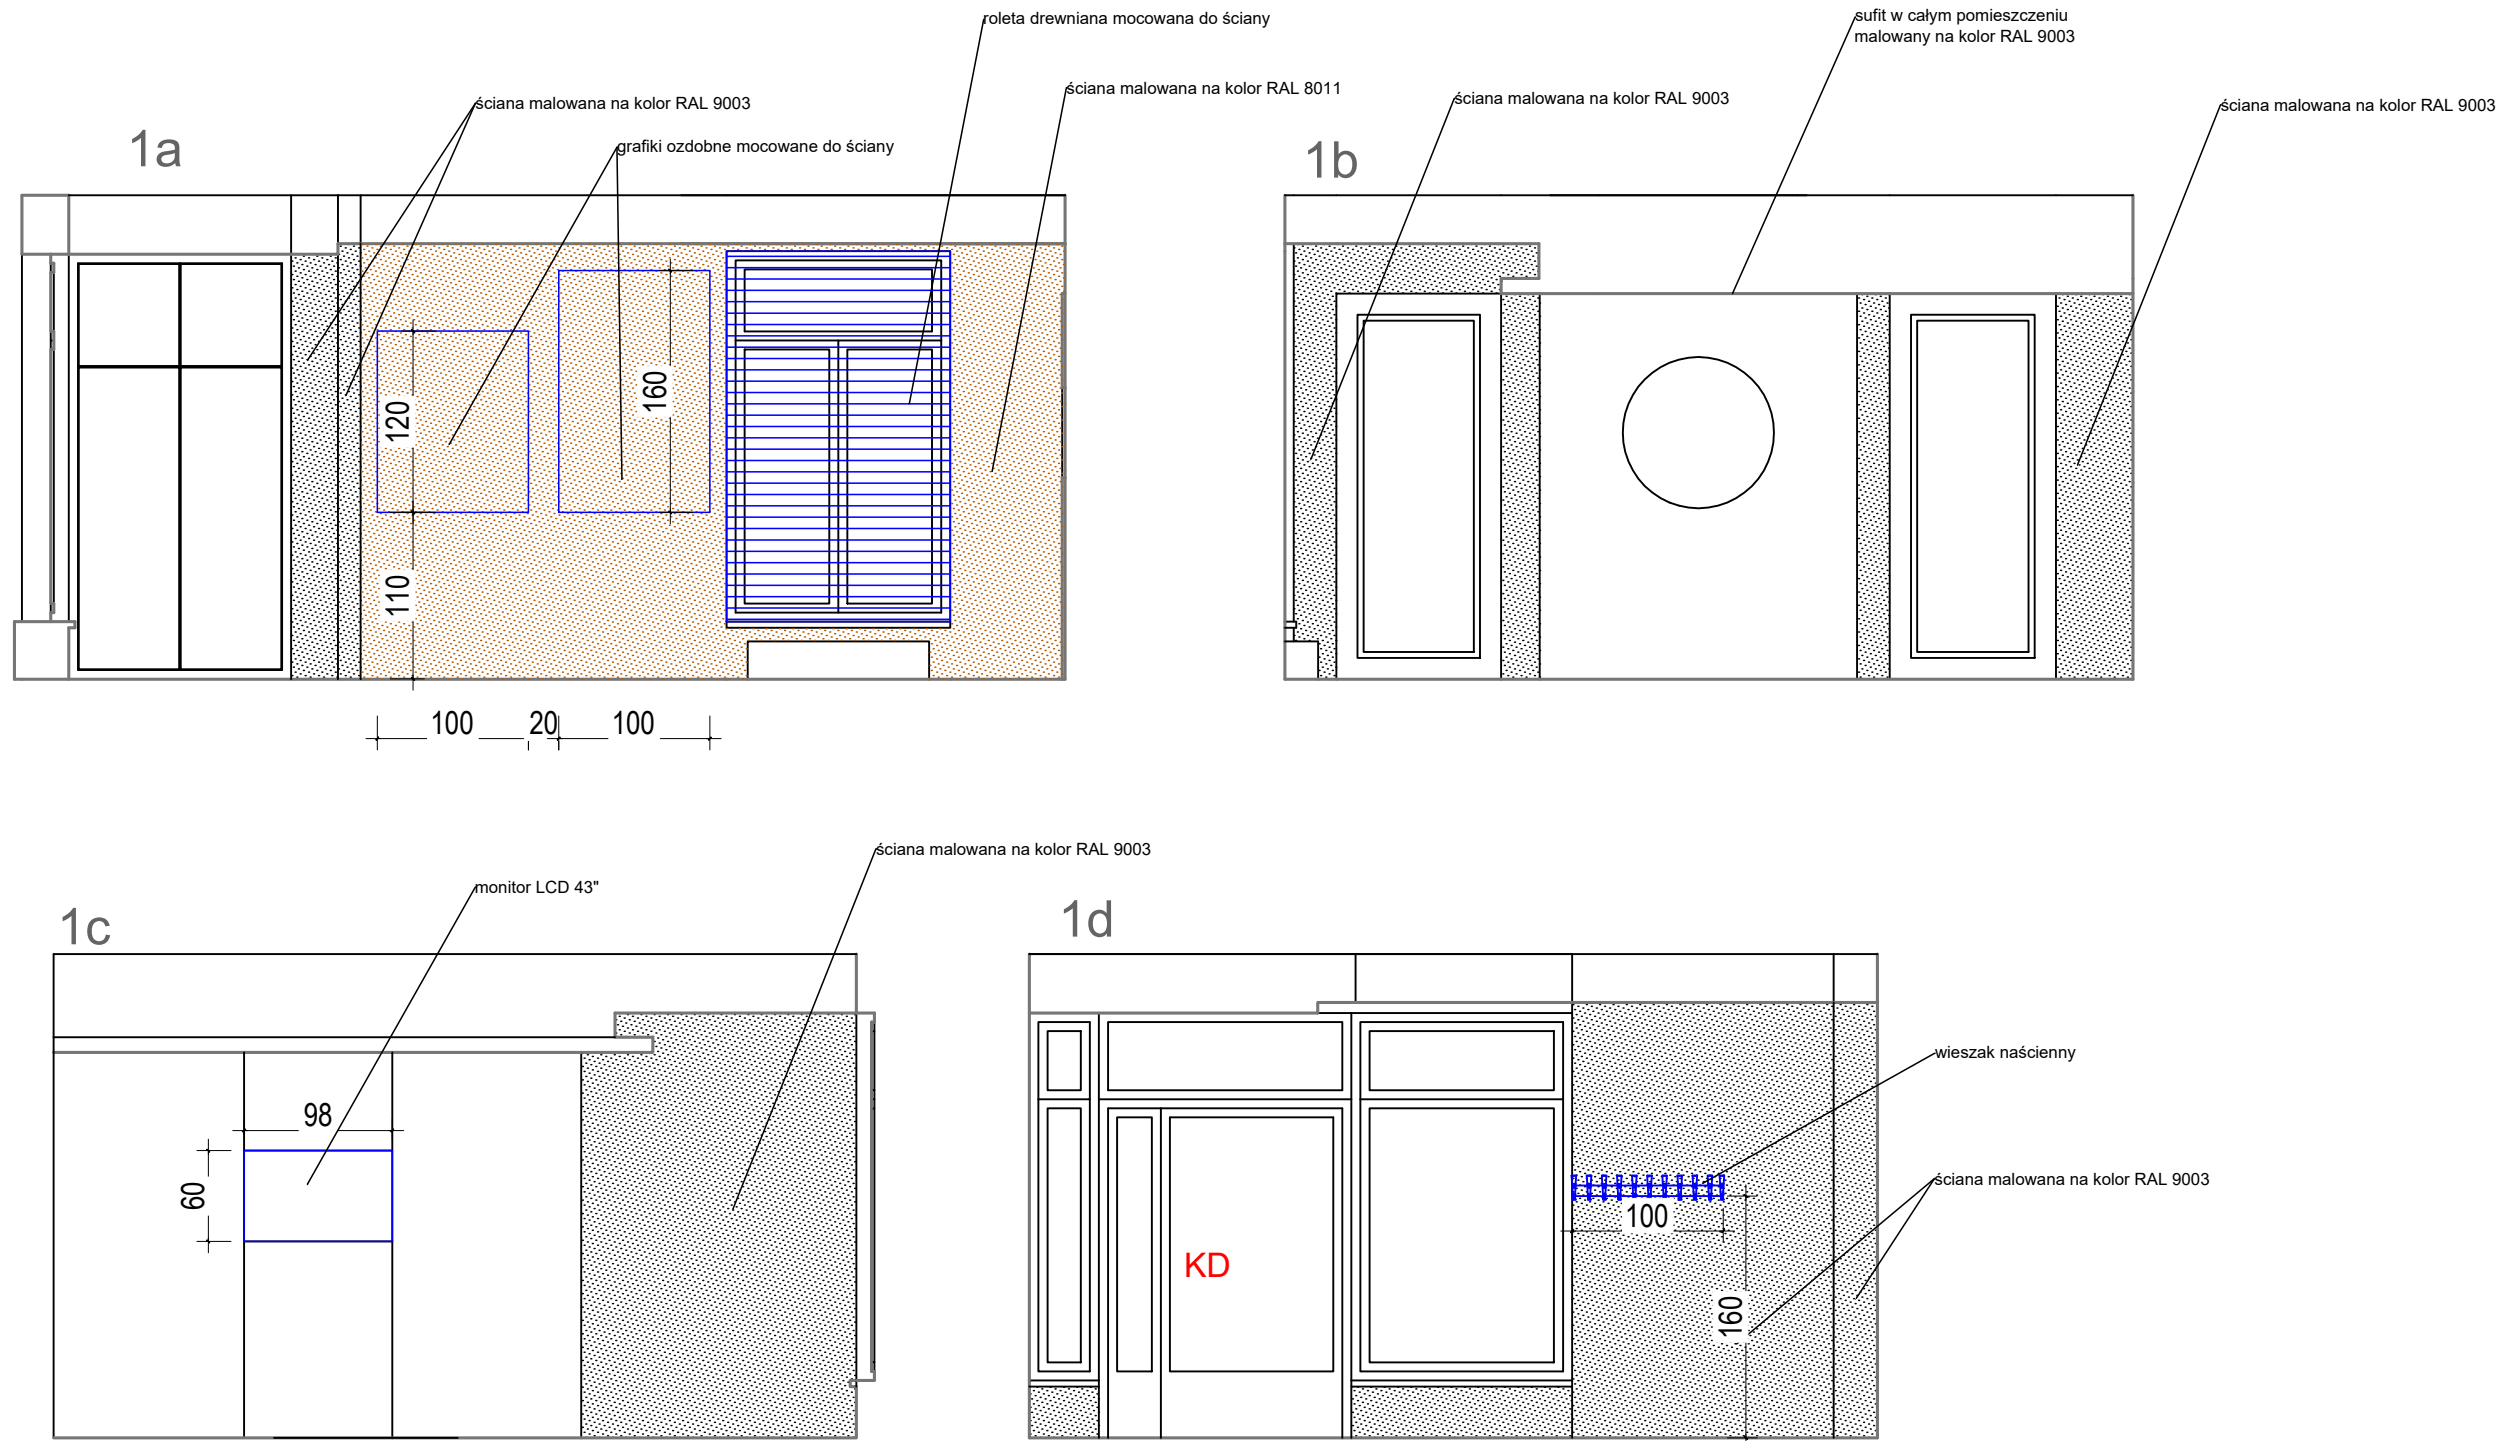 roleta drewniana mocowana do ściany
sufit w całym pomieszczeniu
malowany na kolor RAL 9003
ściana malowana na kolor RAL 9003
ściana malowana na kolor RAL 8011
ściana malowana na kolor RAL 9003
ściana malowana na kolor RAL 9003
1a
grafiki ozdobne mocowane do ściany
1b
120
160
110
100
20
100
ściana malowana na kolor RAL 9003
monitor LCD 43"
1c
1d
98
60
wieszak naścienny
ściana malowana na kolor RAL 9003
100
KD
160